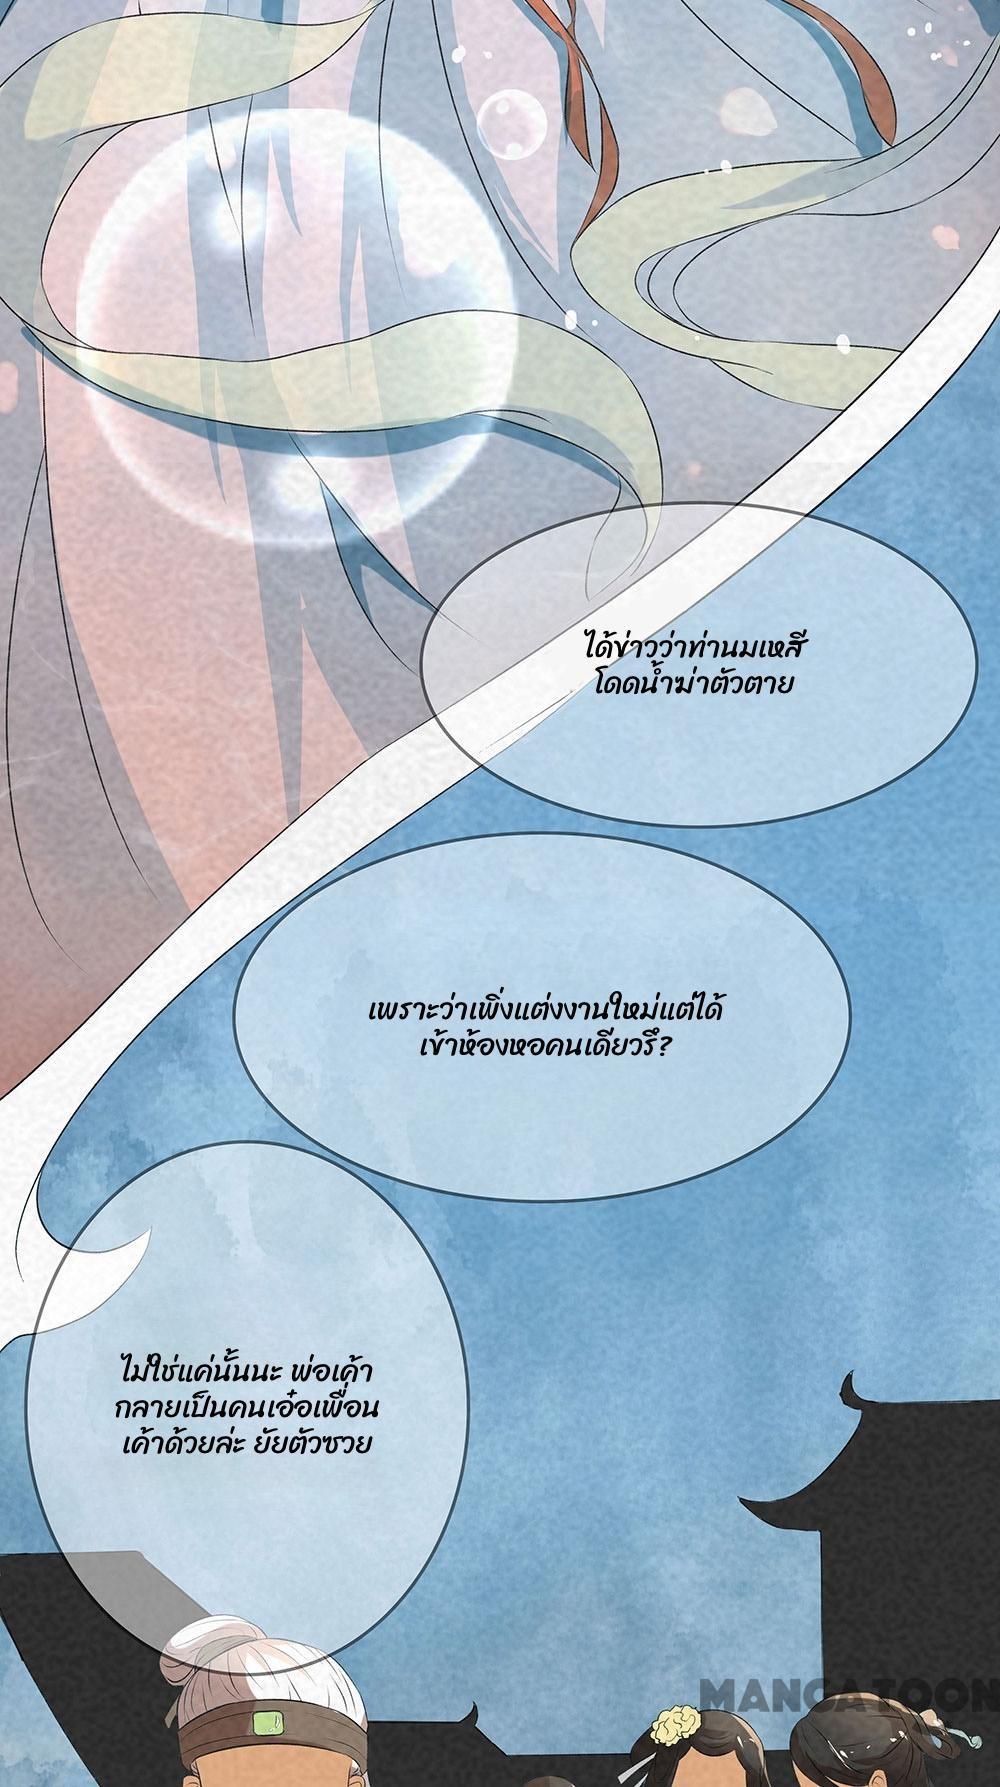 ได้ข่าวว่าท่านมเหสี
โดดน้ำฆ่าตัวตาย
เพราะว่าเพิ่งแต่งงานใหม่แต่ได้
เข้าห้องหอคนเดียวรึ?
ไม่ใช่แค่นั้นนะ พ่อเค้า
กลายเป็นคนเอ๋อเพื่อน
เค้าด้วยล่ะ ยัยตัวซวย
MANGATOON